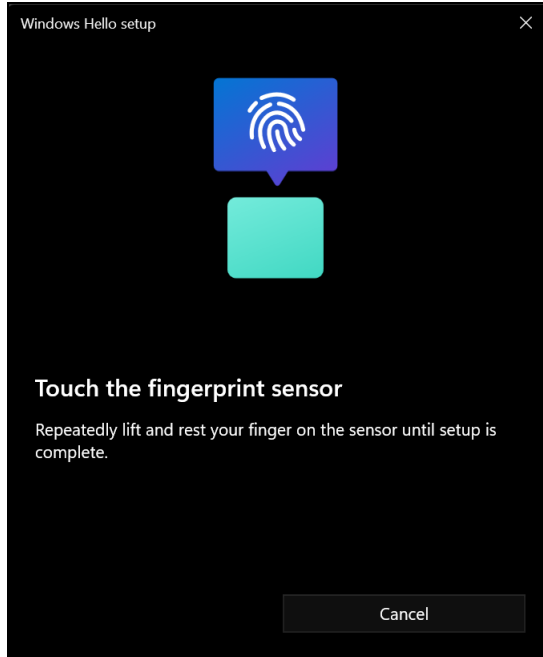 Windows Hello setup
Touch the fingerprint sensor
Repeatedly lift and rest your finger on the sensor until setup is
complete.
Cancel